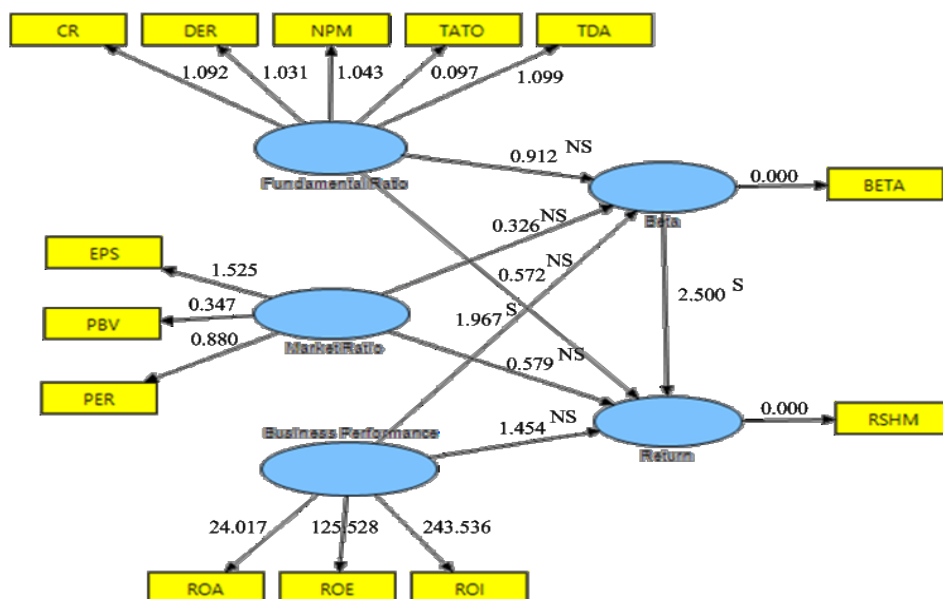 CR DER NPM TATO TDA
1.092 1.031 1.043 0.097 1.099
Fundamental Ratio
0.912 NS
Beta
0.000
BETA
EPS
1.525
PBV
0.347
0.880
PER
Market Ratio
0.326 NS
0.572 NS
1.967 S
2.500 S
0.579 NS
Business Performance
1.454 NS
Return
0.000
RSHM
24.017 125.528 243.536
ROA ROE ROI